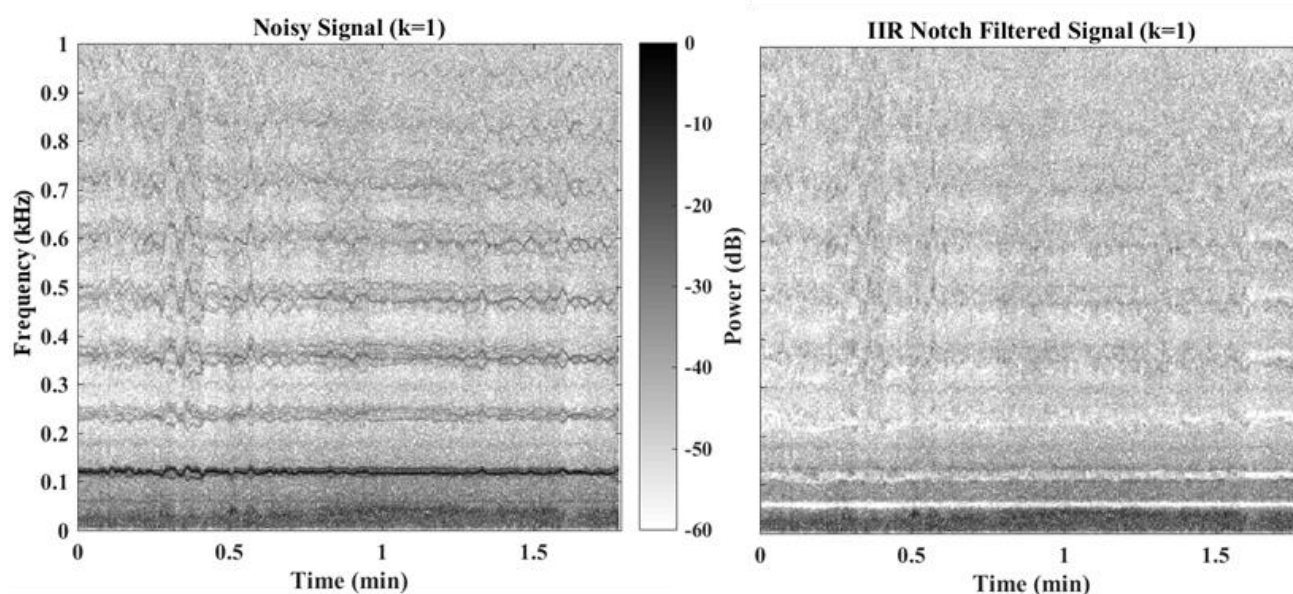 Noisy Signal (k=1)
1
0.9
0.8
0.7
0.6
0.5
0.4
0.3
0.2
0.1
0
Frequency (kHz)
0 0.5 1 1.5
Time (min)
0
-10
-20
-30
-40
-50
-60
Power (dB)
IIR Notch Filtered Signal (k=1)
0 0.5 1 1.5
Time (min)